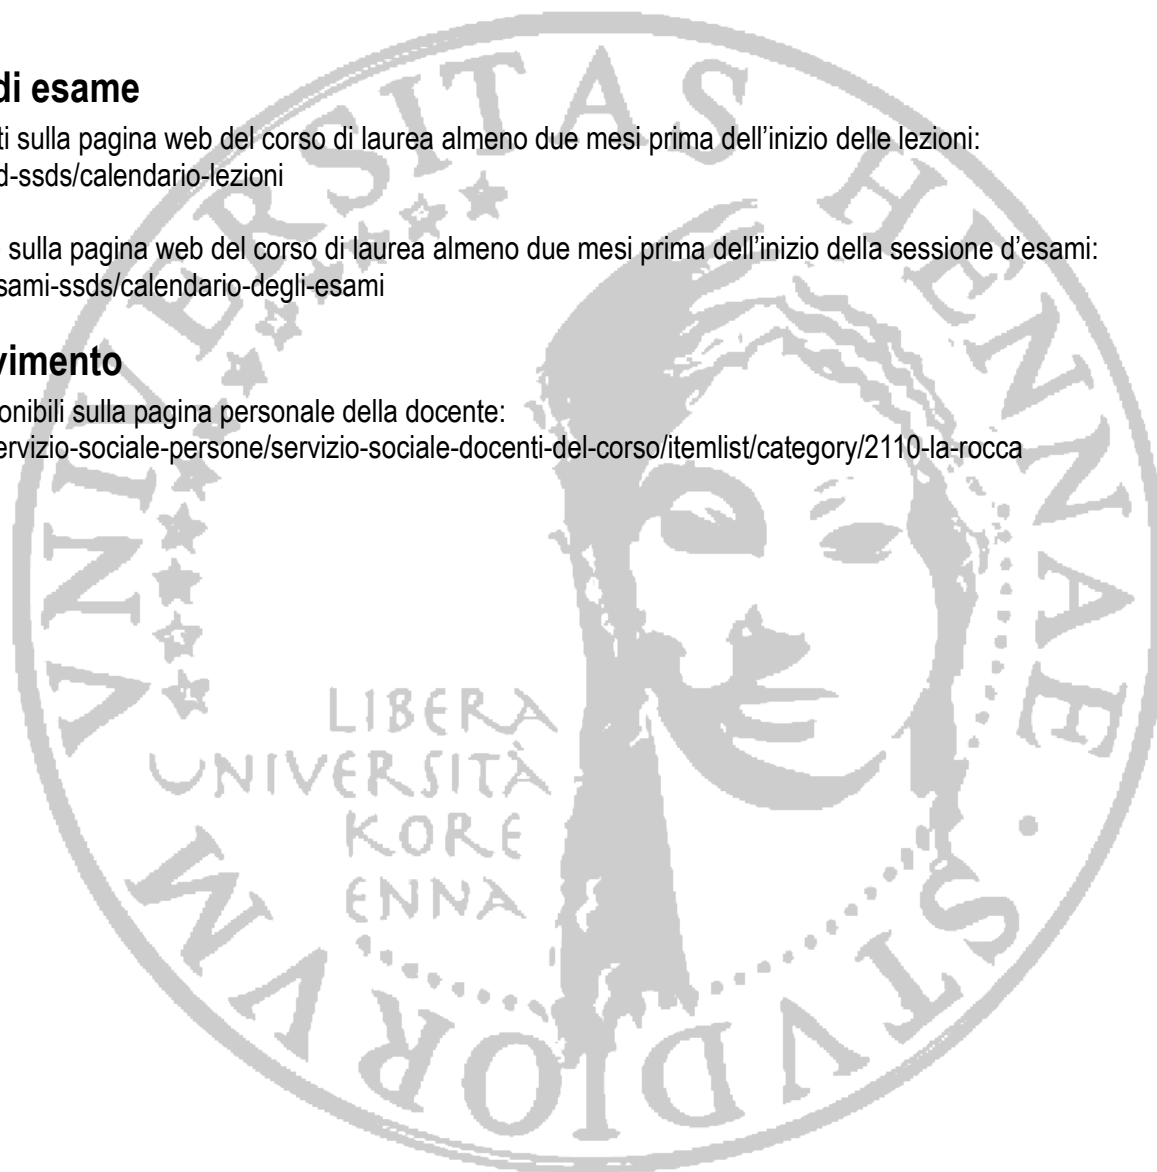 di esame
ti sulla pagina web del corso di laurea almeno due mesi prima dell’inizio delle lezioni:
d-ssds/calendario-lezioni
sulla pagina web del corso di laurea almeno due mesi prima dell’inizio della sessione d’esami:
sami-ssds/calendario-degli-esami
vimento
onibili sulla pagina personale della docente:
ervizio-sociale-persone/servizio-sociale-docenti-del-corso/itemlist/category/2110-la-rocca
VNIVERSITAS HENNAE · STVDIORVM
LIBERA
UNIVERSITÀ
KORE
ENNA